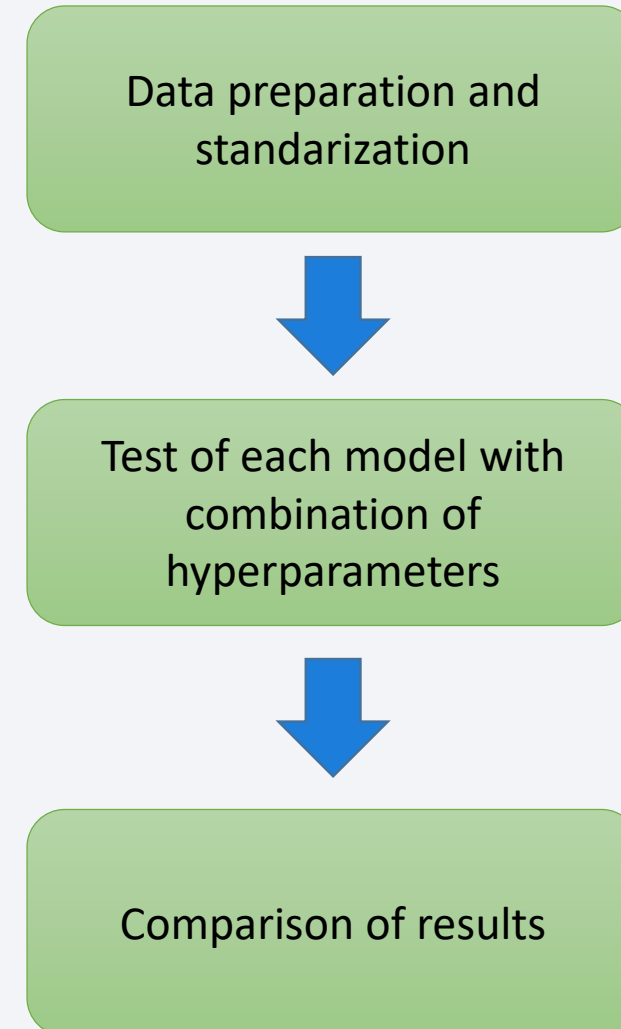 Data preparation and
standarization
Test of each model with
combination of
hyperparameters
Comparison of results